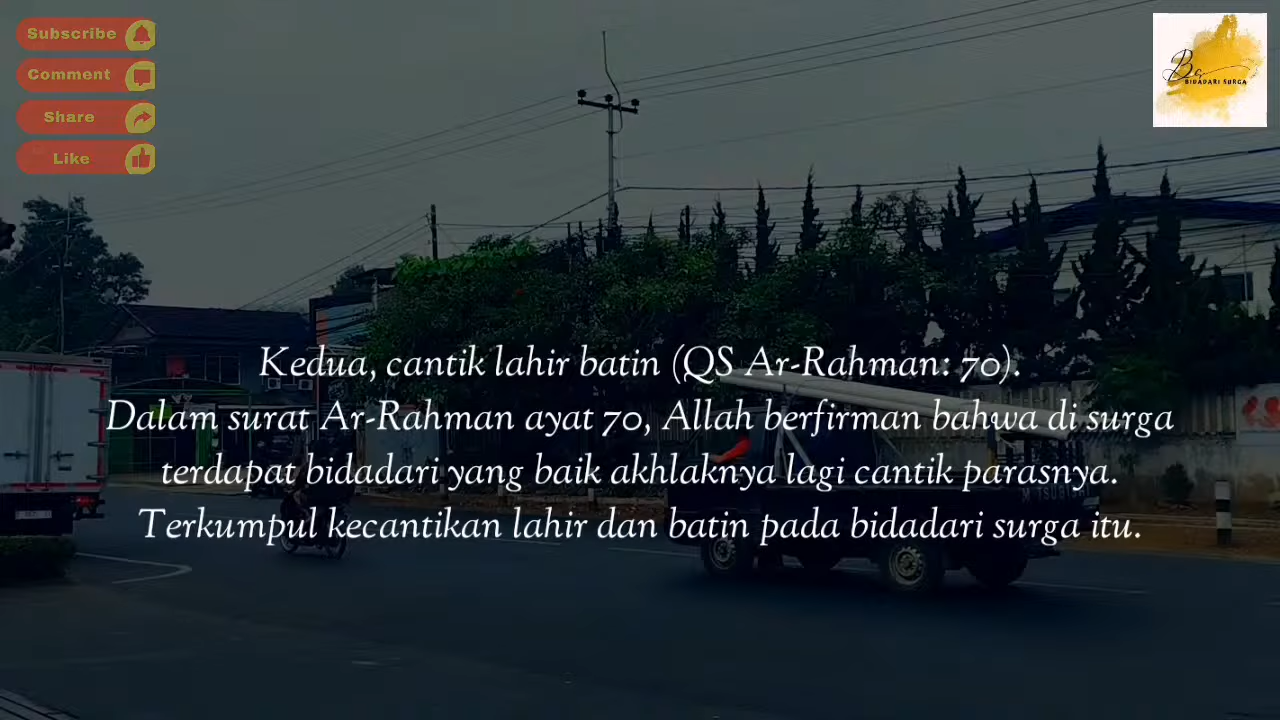 Subscribe
Comment
Share
Like
BIDADARI SURGA
Kedua, cantik lahir batin (QS Ar-Rahman: 70).
Dalam surat Ar-Rahman ayat 70, Allah berfirman bahwa di surga
terdapat bidadari yang baik akhlaknya lagi cantik parasnya.
Terkumpul kecantikan lahir dan batin pada bidadari surga itu.